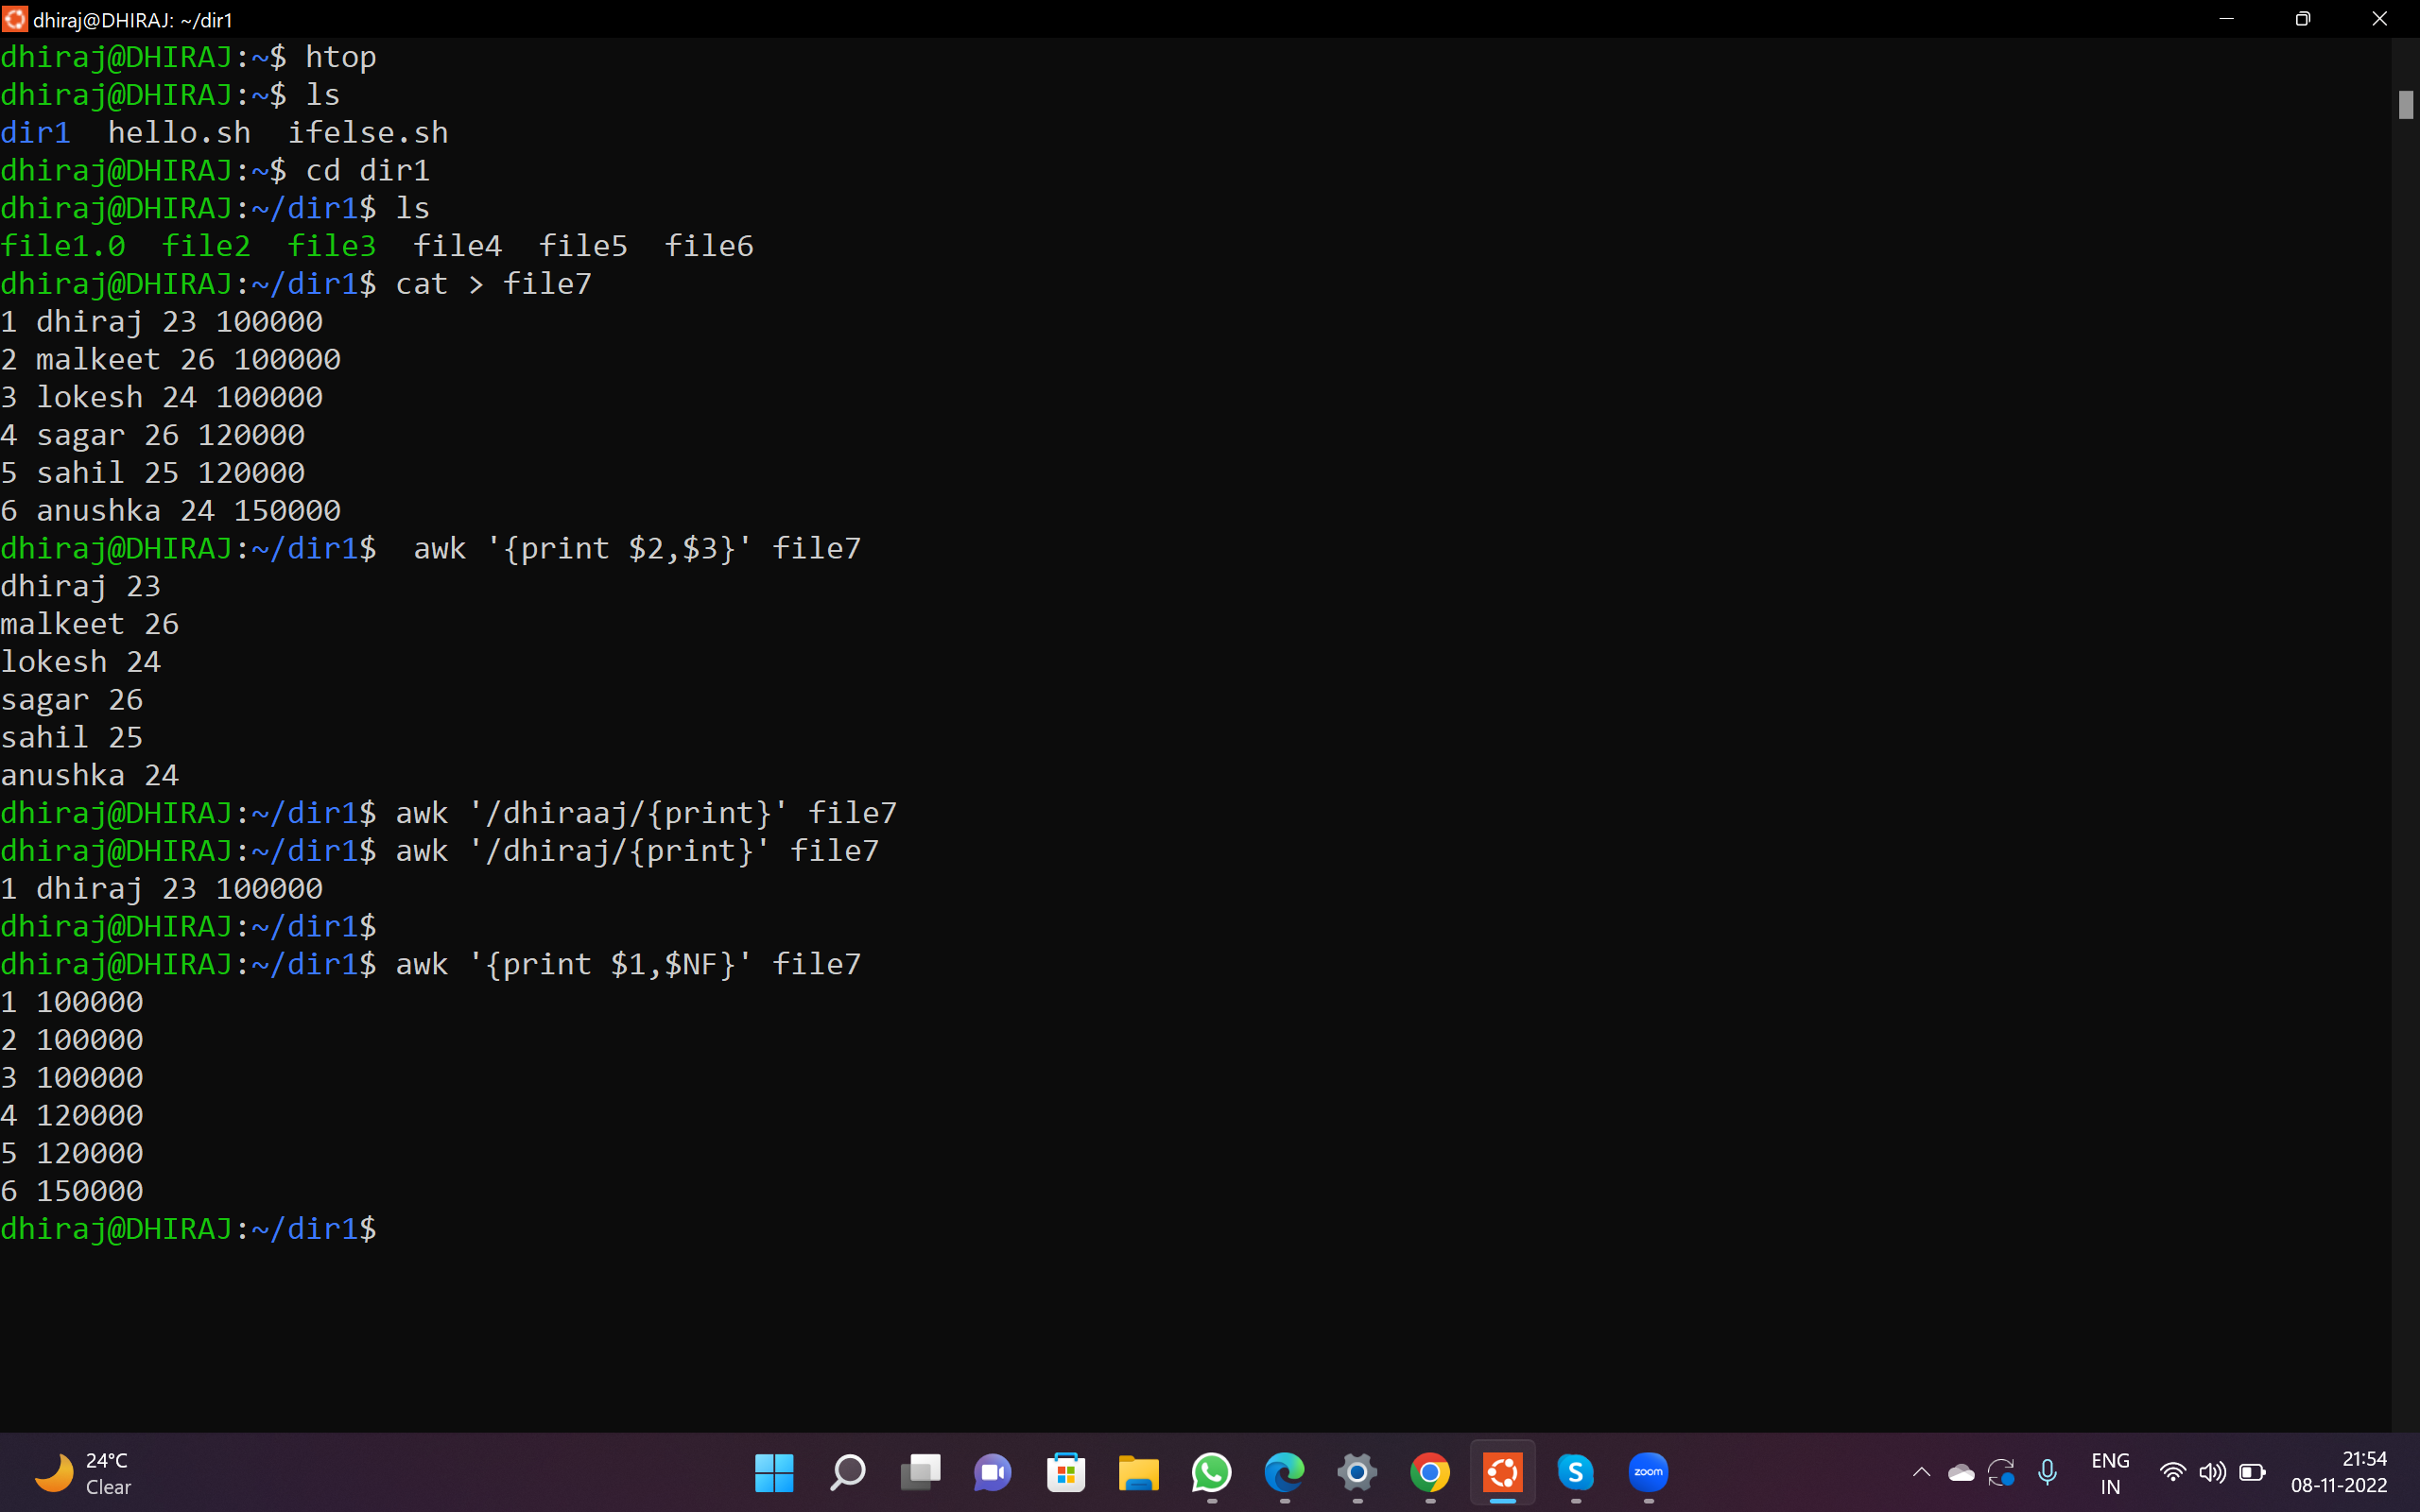 dhiraj@DHIRAJ: ~/dir1
dhiraj@DHIRAJ:~$ htop
dhiraj@DHIRAJ:~$ ls
dir1  hello.sh  ifelse.sh
dhiraj@DHIRAJ:~$ cd dir1
dhiraj@DHIRAJ:~/dir1$ ls
file1.0  file2  file3  file4  file5  file6
dhiraj@DHIRAJ:~/dir1$ cat > file7
1 dhiraj 23 100000
2 malkeet 26 100000
3 lokesh 24 100000
4 sagar 26 120000
5 sahil 25 120000
6 anushka 24 150000
dhiraj@DHIRAJ:~/dir1$  awk '{print $2,$3}' file7
dhiraj 23
malkeet 26
lokesh 24
sagar 26
sahil 25
anushka 24
dhiraj@DHIRAJ:~/dir1$ awk '/dhiraaj/{print}' file7
dhiraj@DHIRAJ:~/dir1$ awk '/dhiraj/{print}' file7
1 dhiraj 23 100000
dhiraj@DHIRAJ:~/dir1$
dhiraj@DHIRAJ:~/dir1$ awk '{print $1,$NF}' file7
1 100000
2 100000
3 100000
4 120000
5 120000
6 150000
dhiraj@DHIRAJ:~/dir1$
24°C
Clear
S
zoom
ENG
IN
21:54
08-11-2022